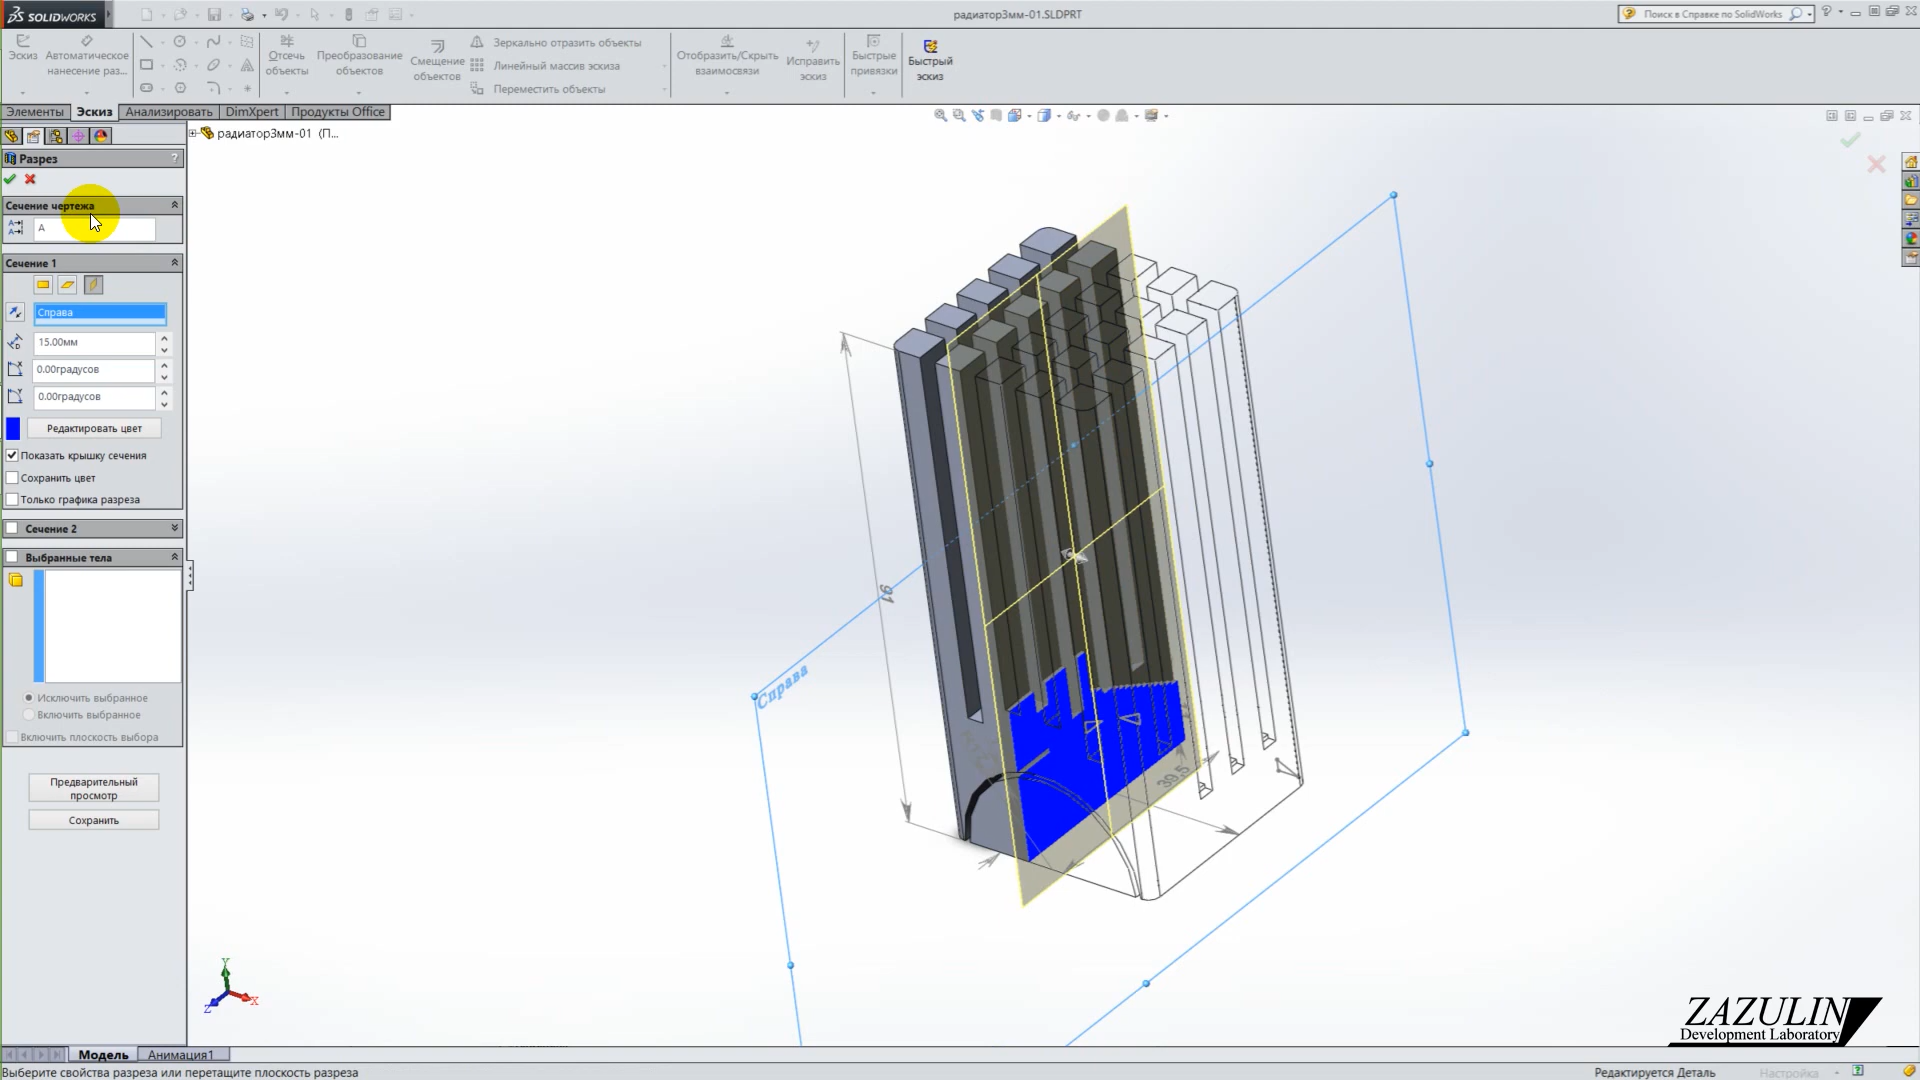 SOLIDWORKS
радиатор3мм-01.SLDPRT
Поиск в Справке по SolidWorks
Эскиз
Автоматическое
нанесение раз...
Отсечь
объекты
Преобразование
объектов
Смещение
объектов
Зеркально отразить объекты
Линейный массив эскиза
Переместить объекты
Отобразить/Скрыть
взаимосвязи
Исправить
эскиз
Быстрые
привязки
Быстрый
эскиз
Элементы
Эскиз
Анализировать
DimXpert
Продукты Office
радиатор3мм-01 (П...
Разрез
?
Сечение чертежа
A
Сечение 1
Справа
15.00мм
0.00градусов
0.00градусов
Редактировать цвет
Показать крышку сечения
Сохранить цвет
Только графика разреза
Сечение 2
Выбранные тела
Исключить выбранное
Включить выбранное
Включить плоскость выбора
Предварительный
просмотр
Сохранить
91
Справа
39,5
Y
X
Z
ZAZULIN
Development Laboratory
Модель
Анимация1
Выберите свойства разреза или перетащите плоскость разреза
Редактируется Деталь
Настройка